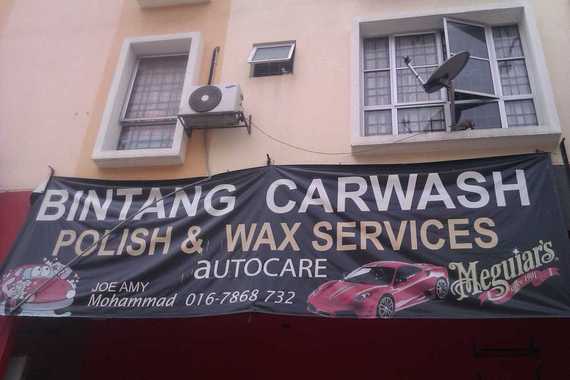 BINTANG CARWASH
POLISH & WAX SERVICES
aUTOCARE
JOE AMY
Mohammad 016-7868 732
Meguiar's